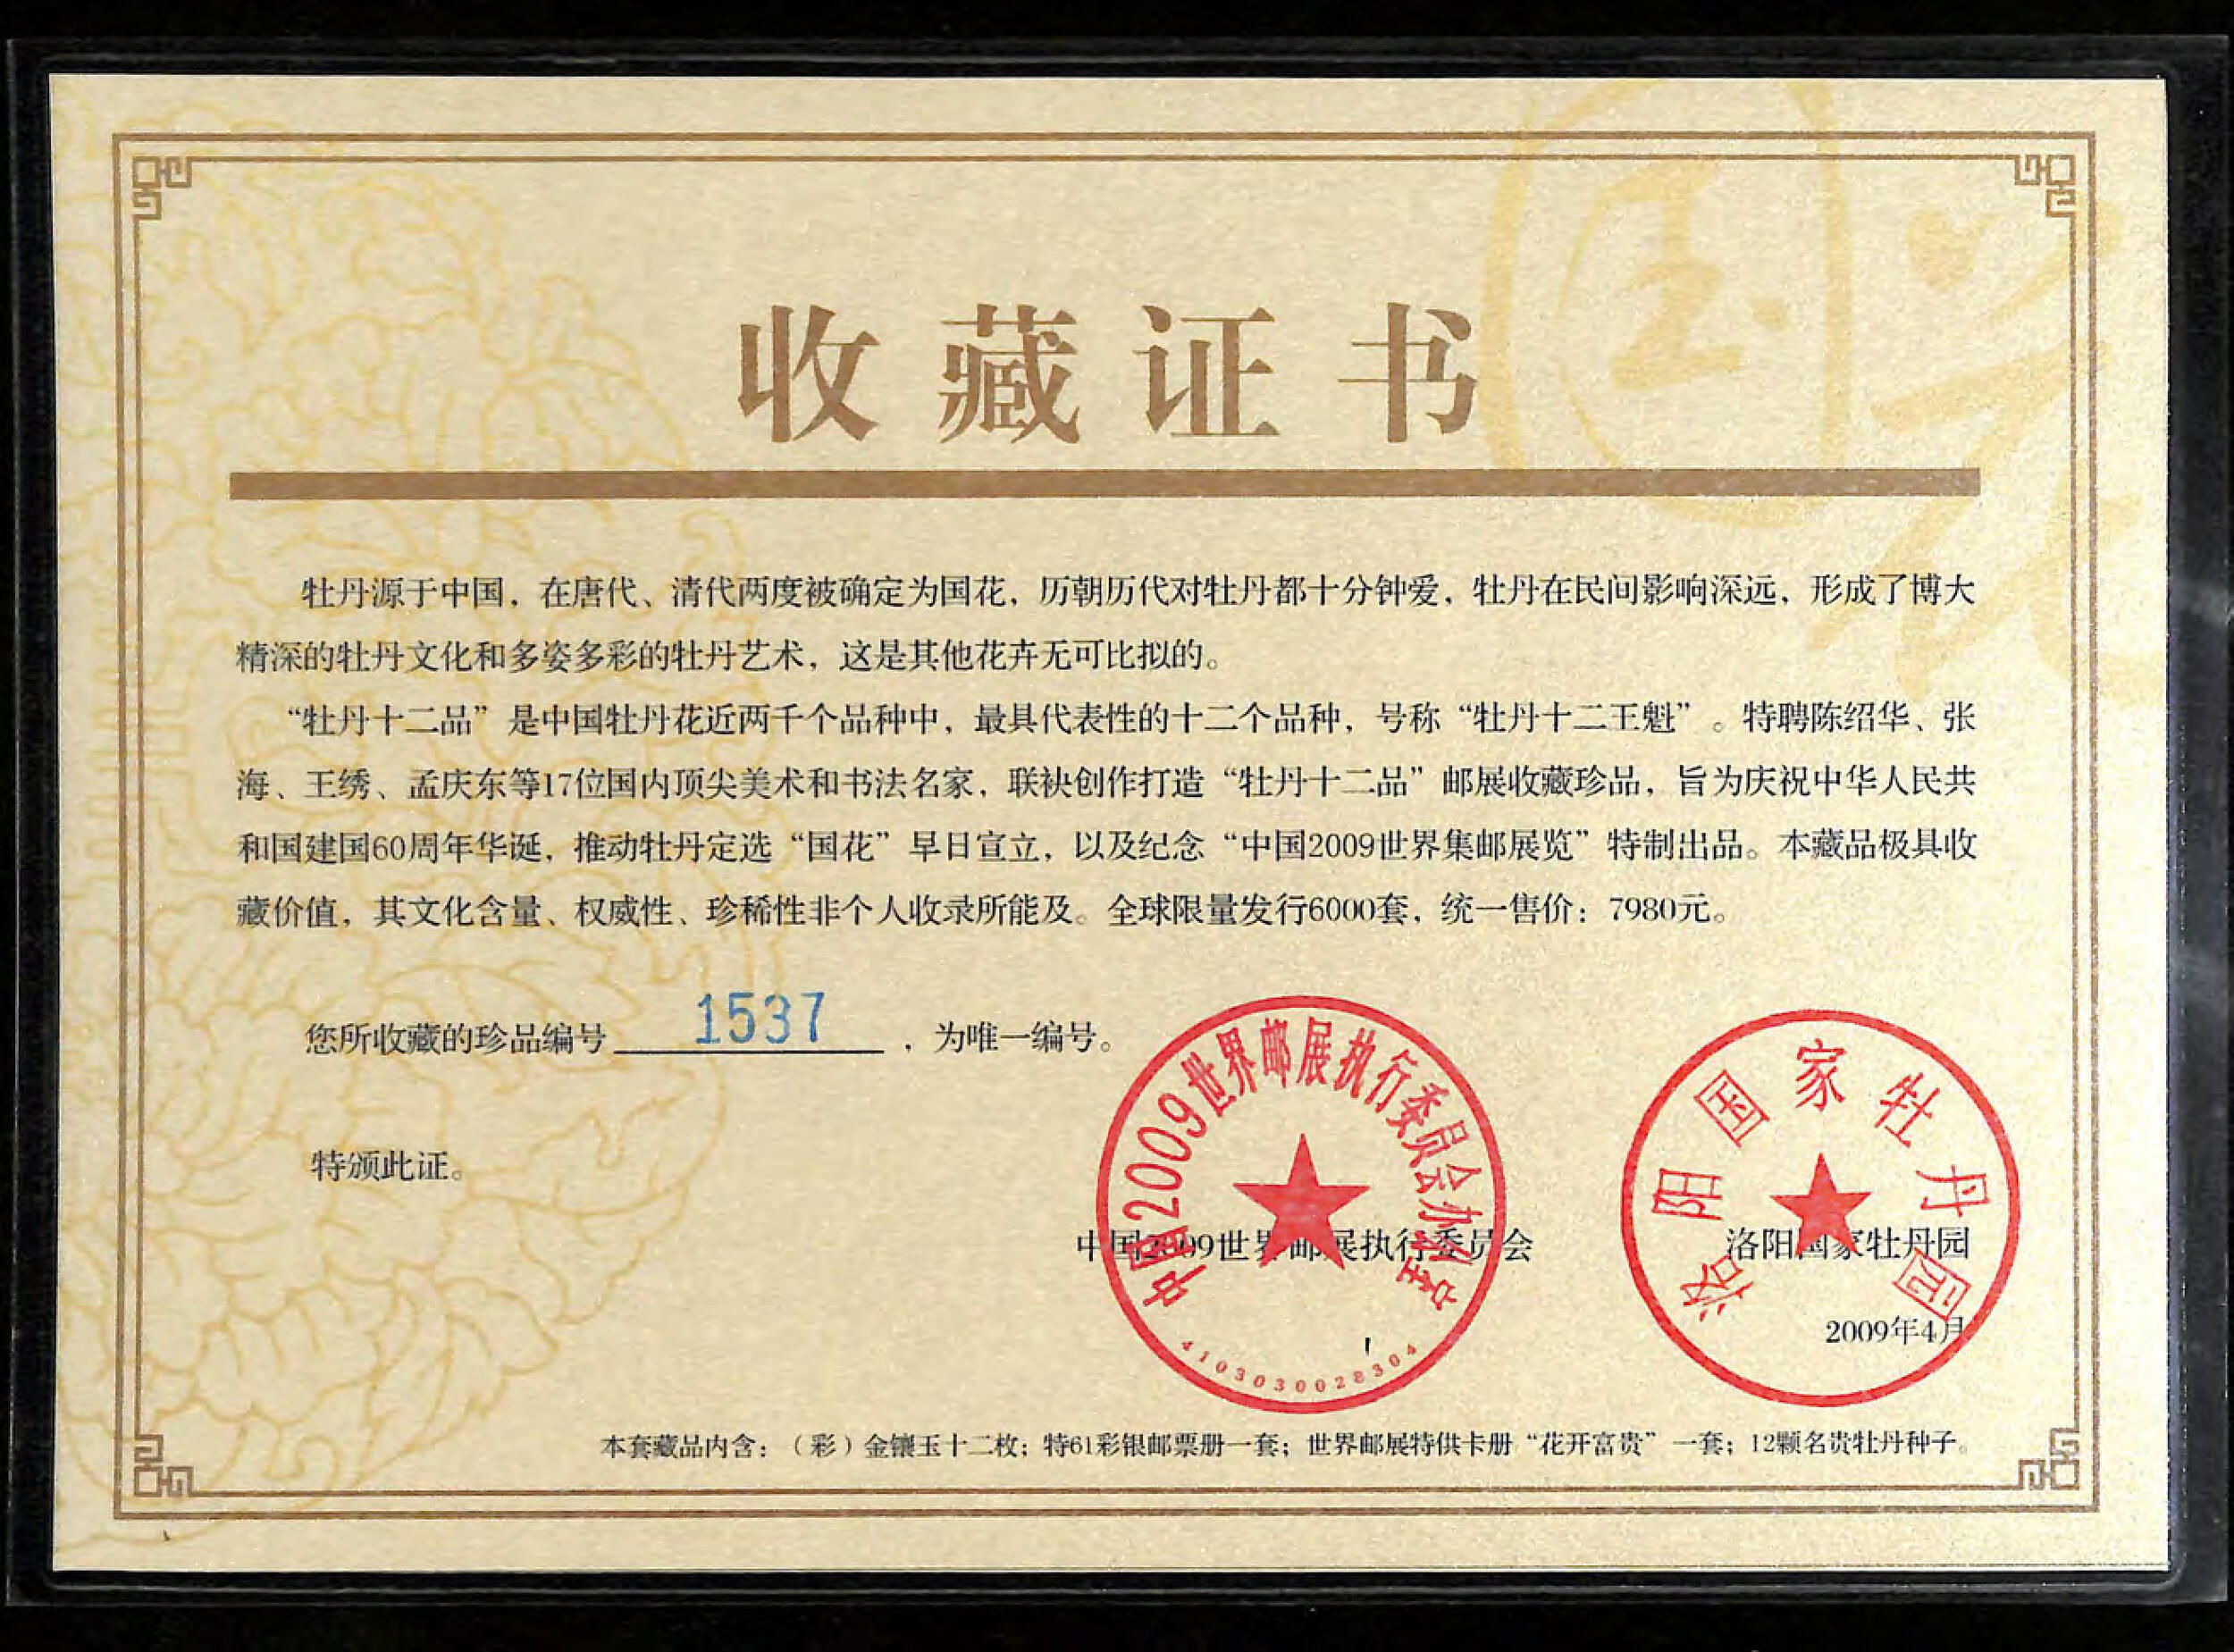 收藏证书
牡丹源于中国，在唐代、清代两度被确定为国花，历朝历代对牡丹都十分钟爱，牡丹在民间影响深远，形成了博大
精深的牡丹文化和多姿多彩的牡丹艺术，这是其他花卉无可比拟的。
“牡丹十二品”是中国牡丹花近两千个品种中，最具代表性的十二个品种，号称“牡丹十二王魁”。特聘陈绍华、张
海、王绣、孟庆东等17位国内顶尖美术和书法名家，联袂创作打造“牡丹十二品”邮展收藏珍品，旨为庆祝中华人民共
和国建国60周年华诞，推动牡丹定选“国花”早日宣立，以及纪念“中国2009世界集邮展览”特制出品。本藏品极具收
藏价值，其文化含量、权威性、珍稀性非个人收录所能及。全球限量发行6000套，统一售价：7980元。
您所收藏的珍品编号 1537 ，为唯一编号。
特颁此证。
中国2009世界邮展执行委员会办公室
4103030028304
洛阳国家牡丹园
中国2009世界邮展执行委员会
洛阳国家牡丹园
2009年4月
本套藏品内含：（彩）金镶玉十二枚；特61彩银邮票册一套；世界邮展特供卡册“花开富贵”一套；12颗名贵牡丹种子。